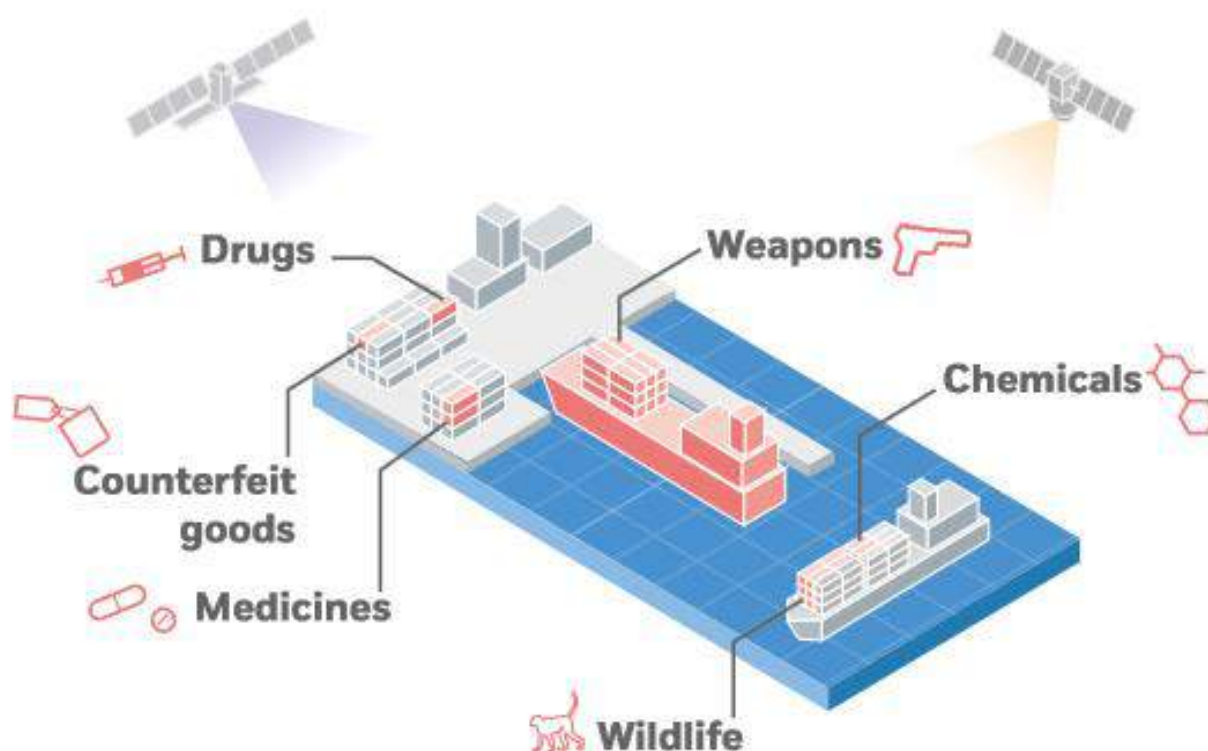 Drugs
Weapons
Chemicals
Counterfeit
goods
Medicines
Wildlife